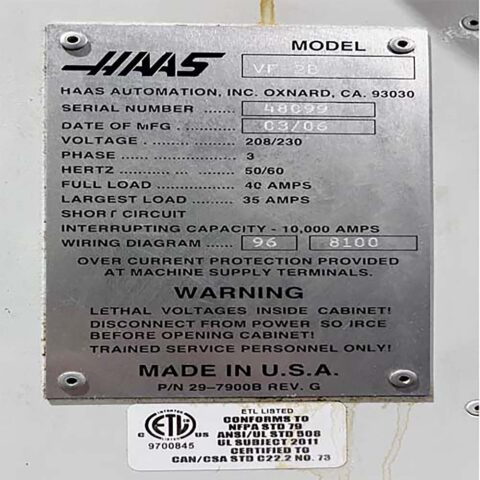 HAAS
MODEL VF-2B
HAAS AUTOMATION, INC. OXNARD, CA. 93030
SERIAL NUMBER ...... 48099
DATE OF MFG. ........... 03/06
VOLTAGE . ........ ........ 208/230
PHASE ...... .................. 3
HERTZ ............ ... ........ 50/60
FULL LOAD ................ 40 AMPS
LARGEST LOAD ........ 35 AMPS
SHORT CIRCUIT
INTERRUPTING CAPACITY - 10,000 AMPS
WIRING DIAGRAM ...... 96 8100
OVER CURRENT PROTECTION PROVIDED
AT MACHINE SUPPLY TERMINALS.
WARNING
LETHAL VOLTAGES INSIDE CABINET!
DISCONNECT FROM POWER SO JRCE
BEFORE OPENING CABINET!
TRAINED SERVICE PERSONNEL ONLY!
MADE IN U.S.A.
P/N 29-7900B REV. G
ETL LISTED
CONFORMS TO
NFPA STD 79
ANSI/UL STD 508
UL SUBJECT 2011
CERTIFIED TO
CAN/CSA STD C22.2 NO. 73
INTERTEK
C ETL US
9700845